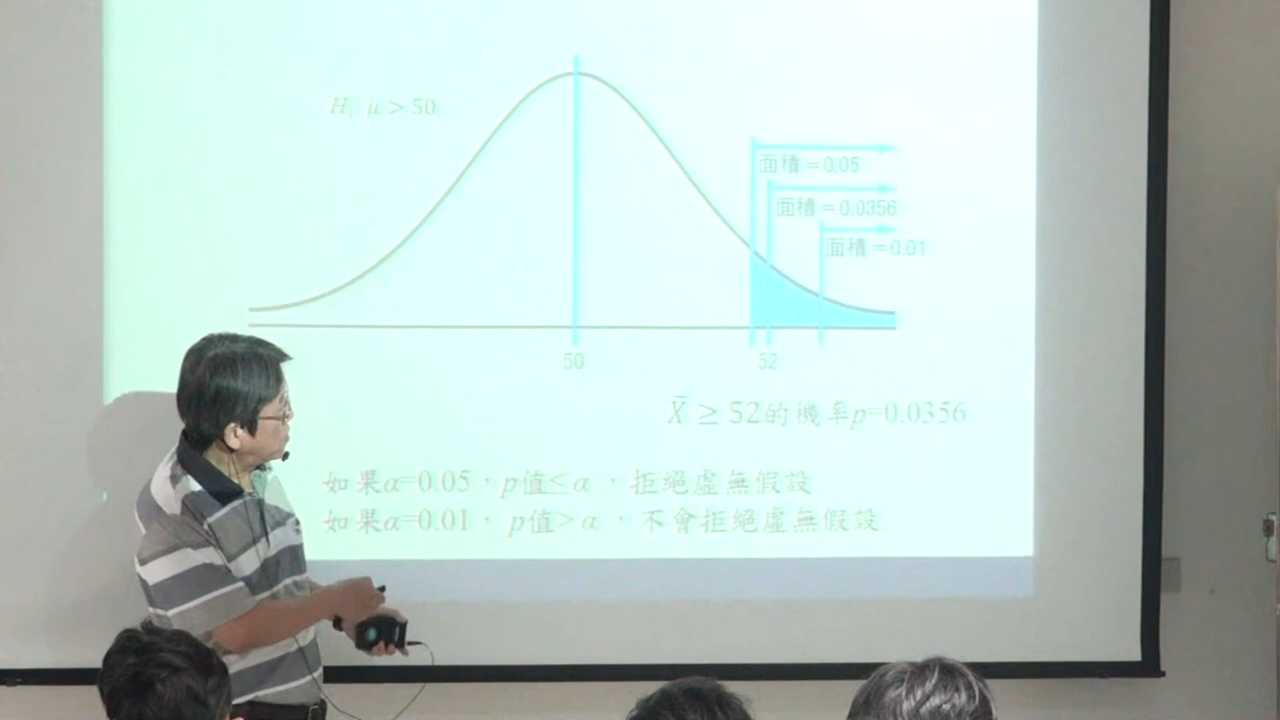 H₁: μ > 50
面積 = 0.05
面積 = 0.0356
面積 = 0.01
50 52
X̄ ≥ 52的機率p=0.0356
如果α=0.05,p值≤ α ,拒絕虛無假設
如果α=0.01, p值> α ,不會拒絕虛無假設